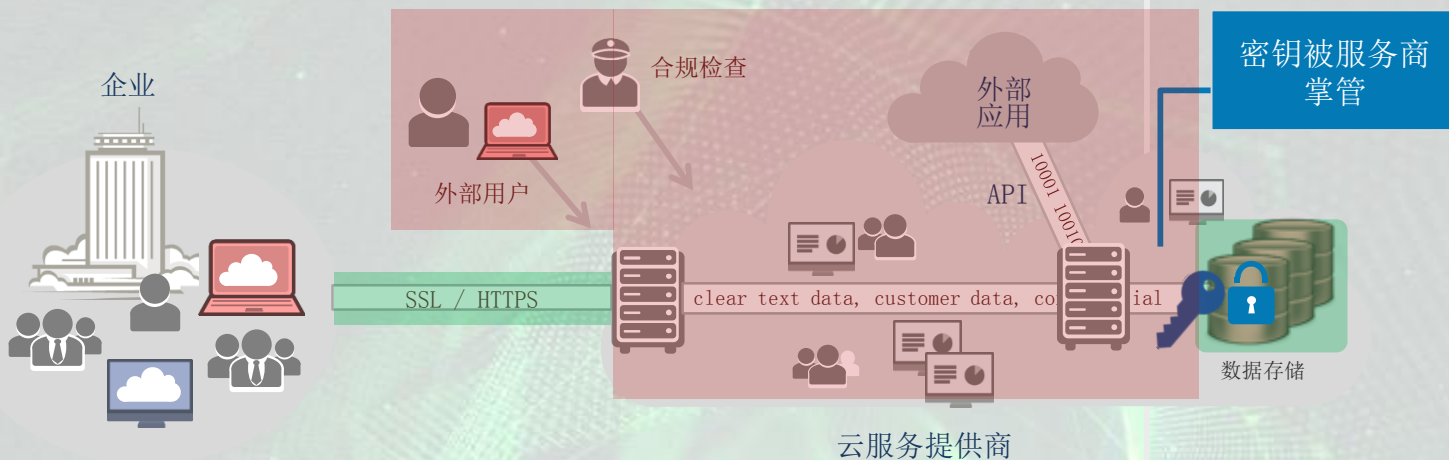 企业
合规检查
外部用户
外部
应用
密钥被服务商
掌管
10001 10010
API
SSL / HTTPS
clear text data, customer data, co
ial
数据存储
云服务提供商